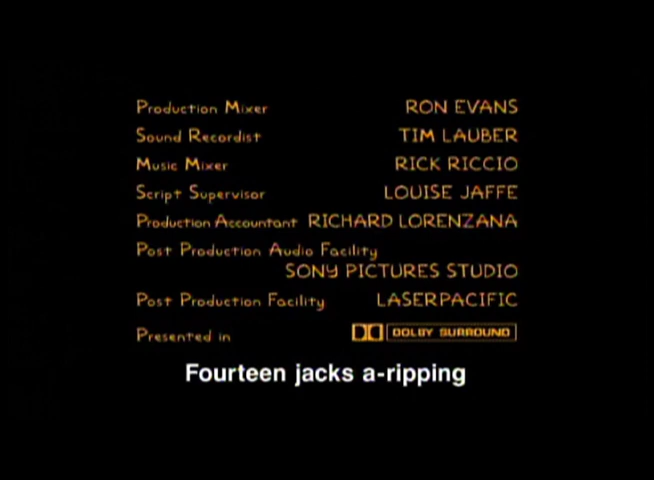 Production Mixer RON EVANS
Sound Recordist TIM LAUBER
Music Mixer RICK RICCIO
Script Supervisor LOUISE JAFFE
Production Accountant RICHARD LORENZANA
Post Production Audio Facility
SONY PICTURES STUDIO
Post Production Facility LASERPACIFIC
Presented in DOLBY SURROUND
Fourteen jacks a-ripping